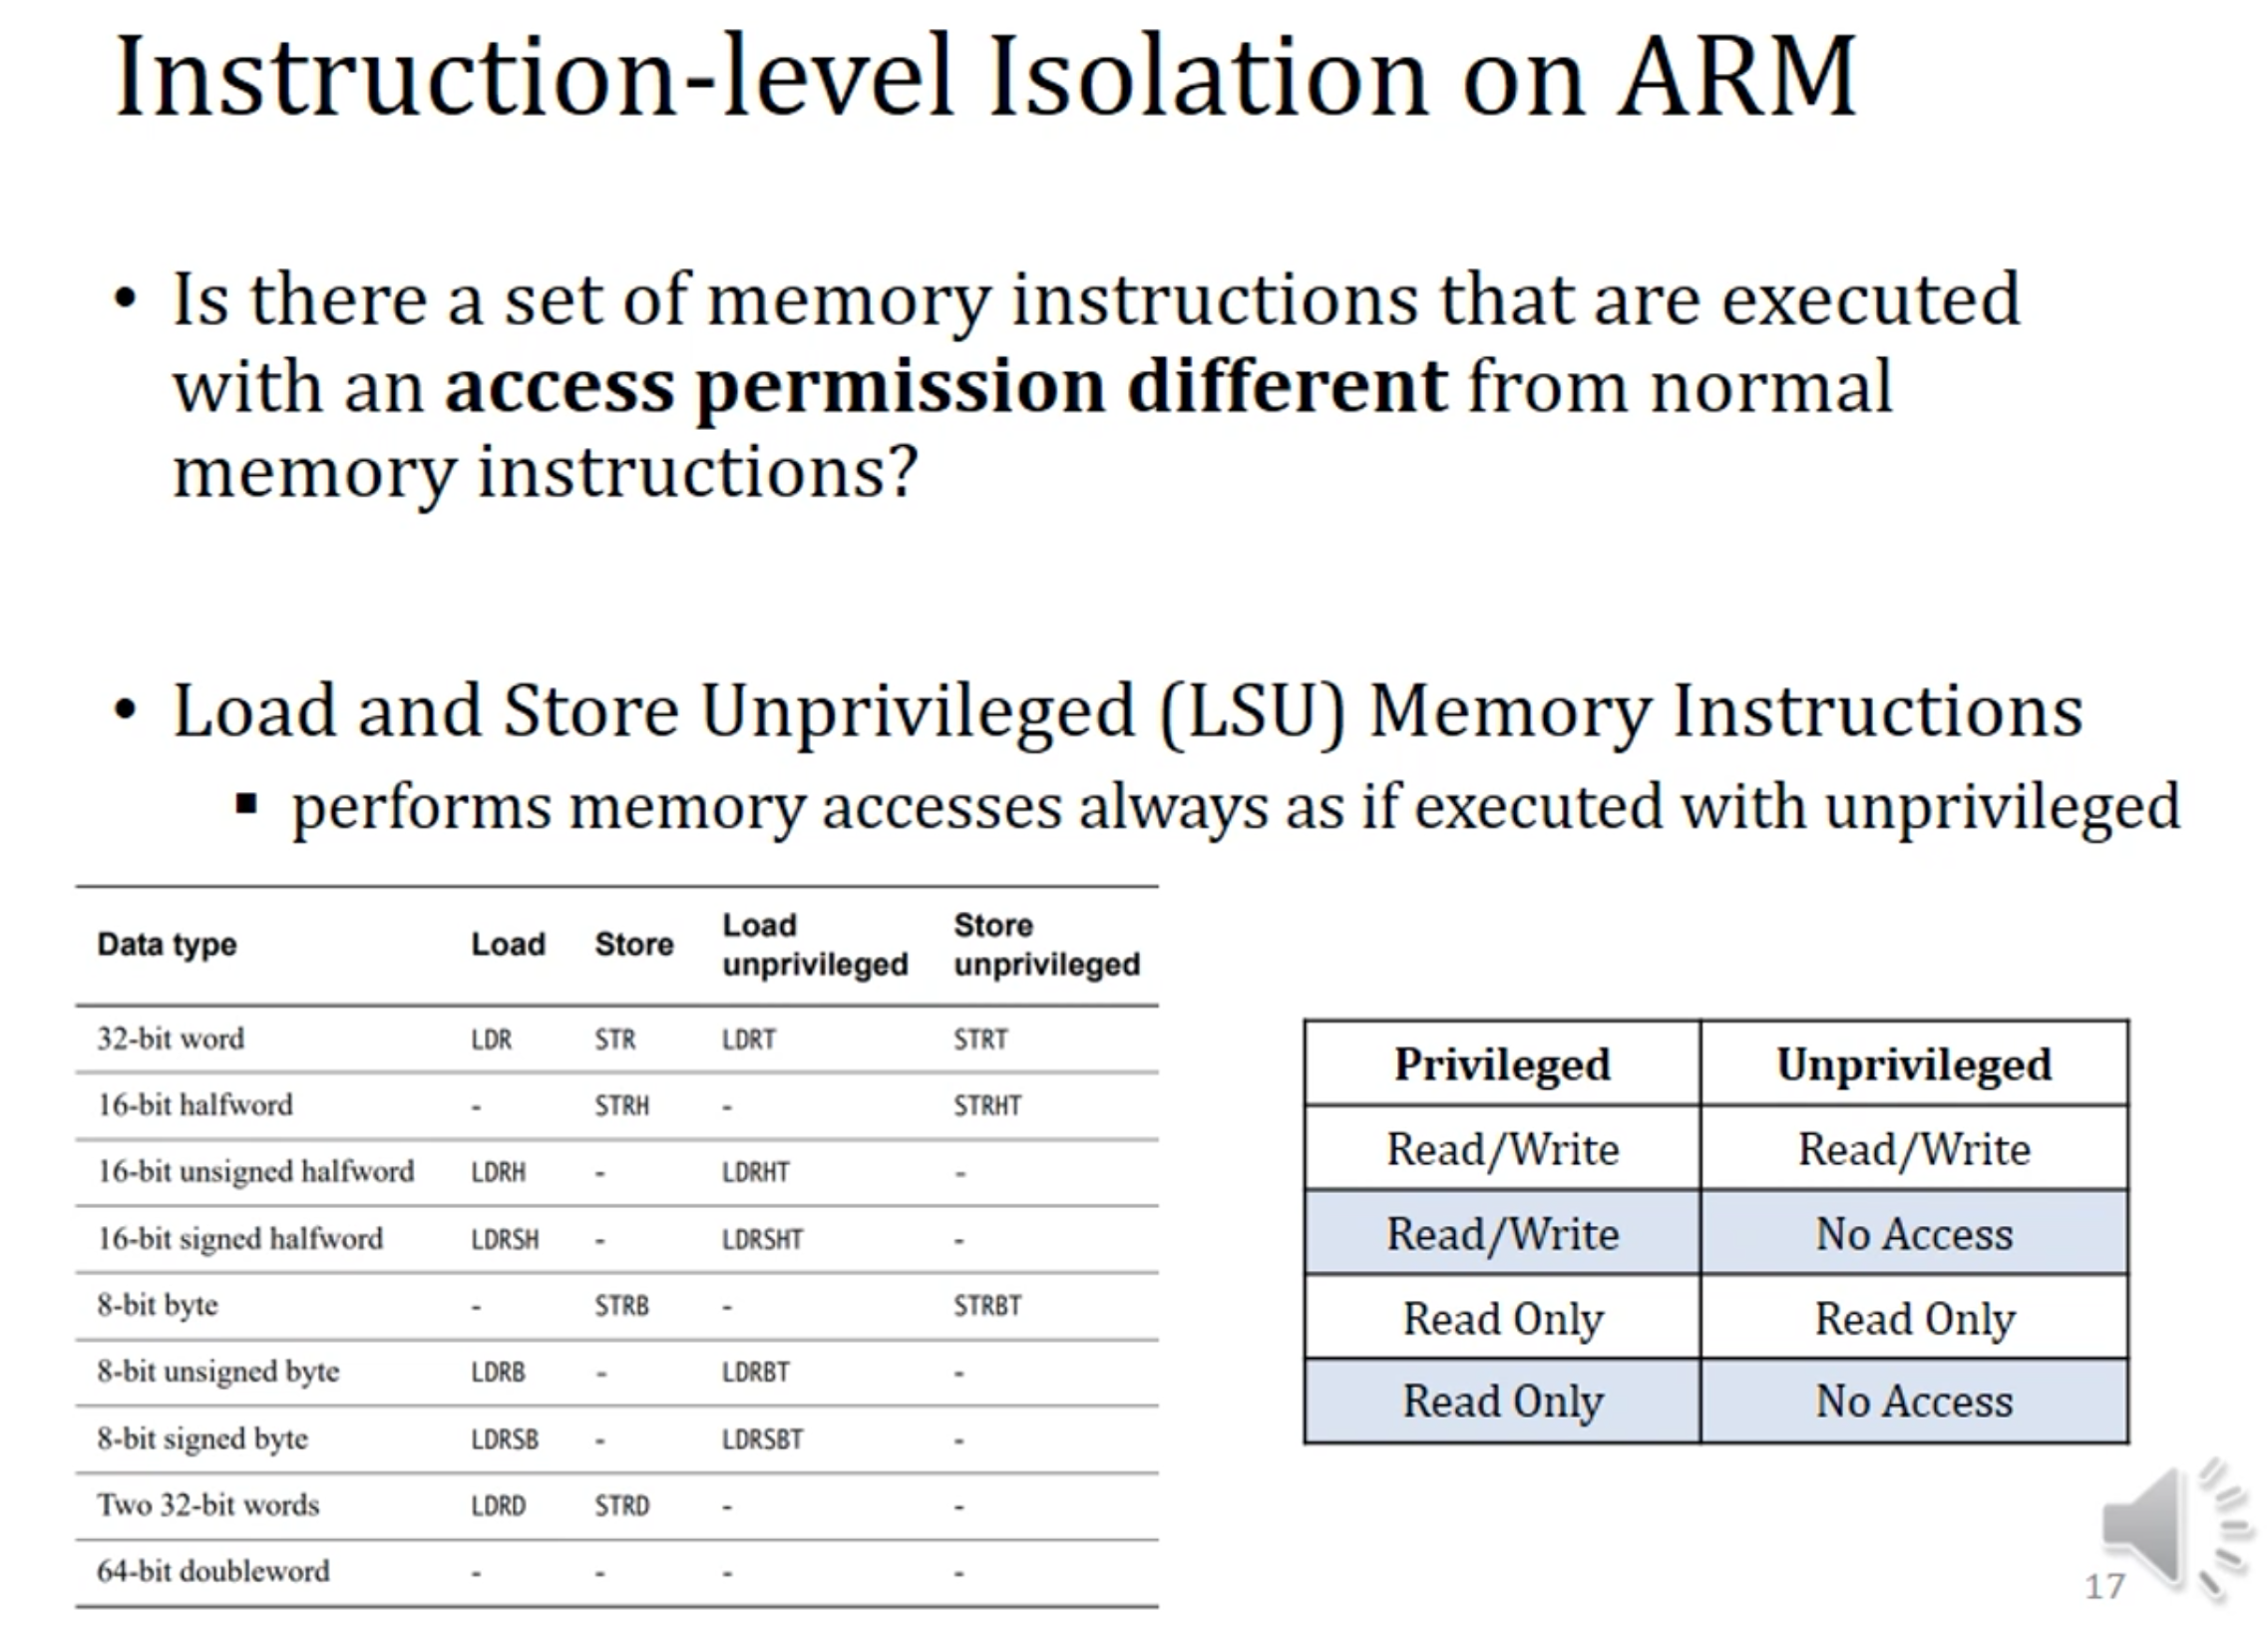 Instruction-level Isolation on ARM
• Is there a set of memory instructions that are executed
with an access permission different from normal
memory instructions?
• Load and Store Unprivileged (LSU) Memory Instructions
▪ performs memory accesses always as if executed with unprivileged
Data type Load Store Load unprivileged Store unprivileged
32-bit word LDR STR LDRT STRT
16-bit halfword - STRH - STRHT
16-bit unsigned halfword LDRH - LDRHT -
16-bit signed halfword LDRSH - LDRSHT -
8-bit byte - STRB - STRBT
8-bit unsigned byte LDRB - LDRBT -
8-bit signed byte LDRSB - LDRSBT -
Two 32-bit words LDRD STRD - -
64-bit doubleword - - - -
Privileged Unprivileged
Read/Write Read/Write
Read/Write No Access
Read Only Read Only
Read Only No Access
17